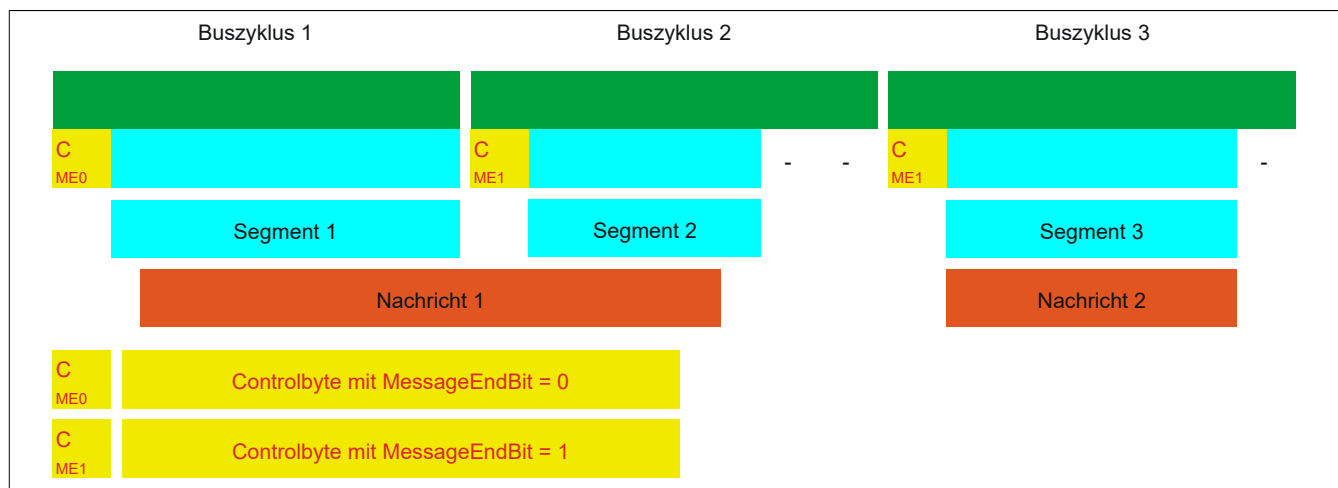 Buszyklus 1 Buszyklus 2 Buszyklus 3
C C - - C -
ME0 ME1 ME1
Segment 1 Segment 2 Segment 3
Nachricht 1 Nachricht 2
C
ME0
Controlbyte mit MessageEndBit = 0
C
ME1
Controlbyte mit MessageEndBit = 1